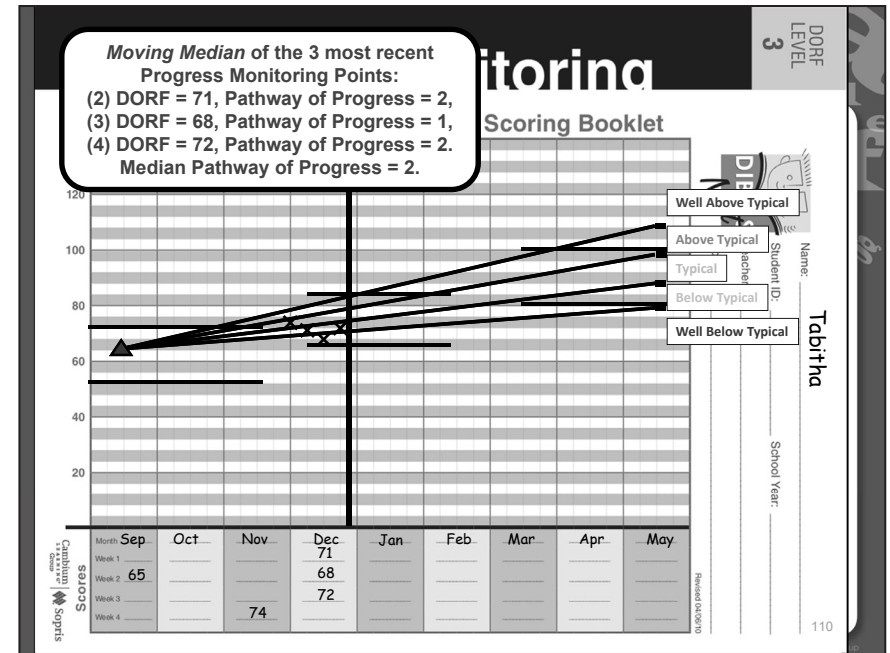 Moving Median of the 3 most recent
Progress Monitoring Points:
(2) DORF = 71, Pathway of Progress = 2,
(3) DORF = 68, Pathway of Progress = 1,
(4) DORF = 72, Pathway of Progress = 2.
Median Pathway of Progress = 2.
itoring
DORF
LEVEL
3
Scoring Booklet
120
100
80
60
40
20
Well Above Typical
Above Typical
Typical
Below Typical
Well Below Typical
Name: Tabitha
Student ID:
School Year:
Month Sep Oct Nov Dec Jan Feb Mar Apr May
Week 1 71
Week 2 65 68
Week 3 72
Week 4 74
Scores
Cambium
LEARNING
Group
Sopris
Revised 04/06/10
110